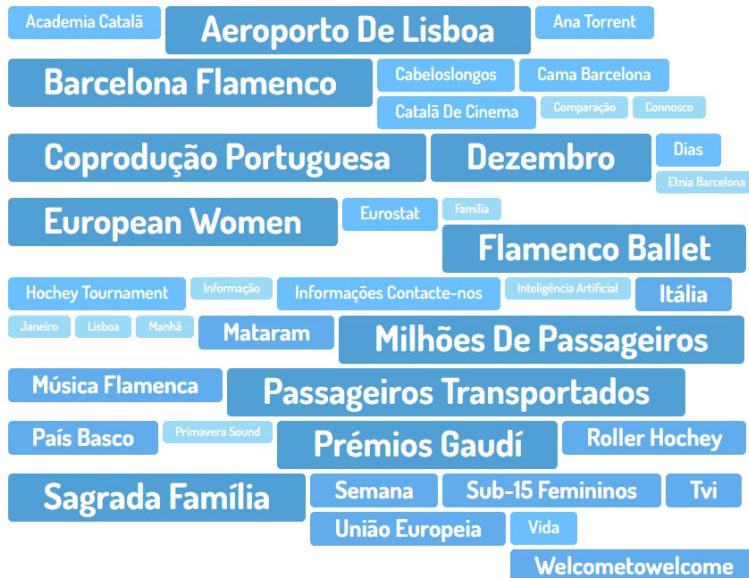 Academia Catalã Aeroporto De Lisboa Ana Torrent
Barcelona Flamenco Cabeloslongos Cama Barcelona
Catalã De Cinema Comparação Connosco
Coprodução Portuguesa Dezembro Dias
Etnia Barcelona
European Women Eurostat Família
Flamenco Ballet
Hochey Tournament Informação Informações Contacte-nos Inteligência Artificial Itália
Janeiro Lisboa Manhã Mataram Milhões De Passageiros
Música Flamenca Passageiros Transportados
País Basco Primavera Sound Prémios Gaudí Roller Hochey
Sagrada Família Semana Sub-15 Femininos Tvi
União Europeia Vida
Welcometowelcome